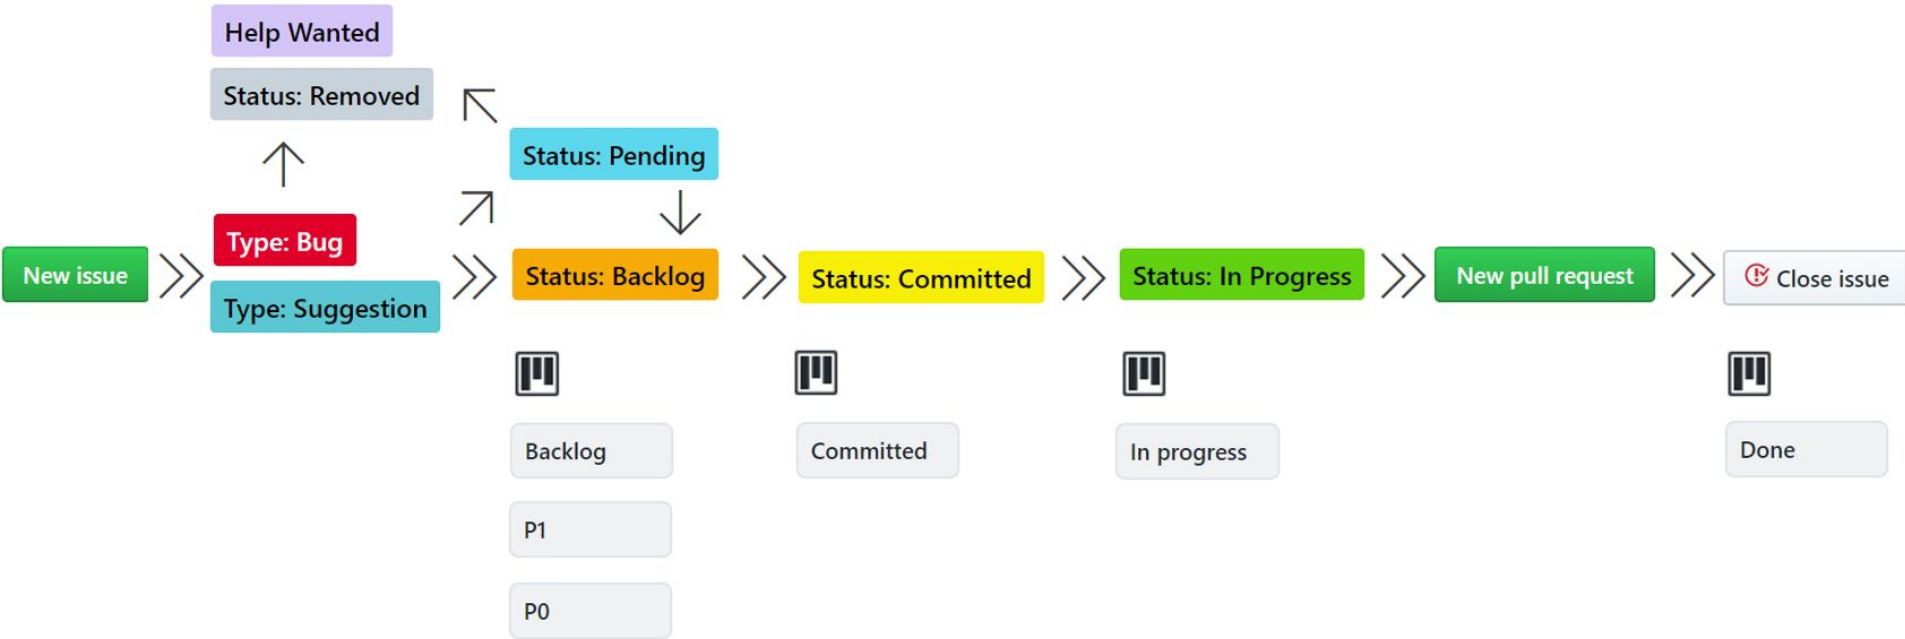 Help Wanted
Status: Removed
Status: Pending
Type: Bug
New issue
Type: Suggestion
Status: Backlog
Status: Committed
Status: In Progress
New pull request
Close issue
Backlog
Committed
In progress
Done
P1
P0